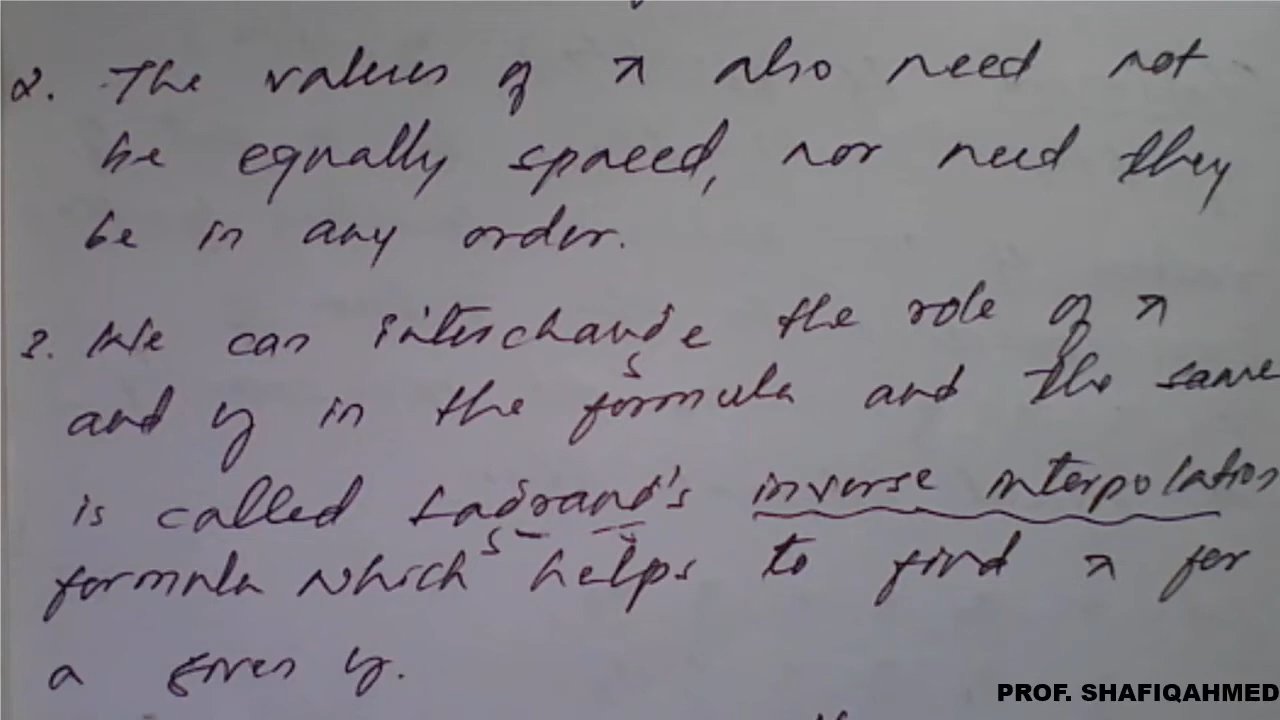 2. The values of x also need not
be equally spaced, nor need they
be in any order.
3. We can interchange the role of x
and y in the formula and the same
is called Lagrang's inverse interpolation
formula which helps to find x for
a given y.
PROF. SHAFIQAHMED